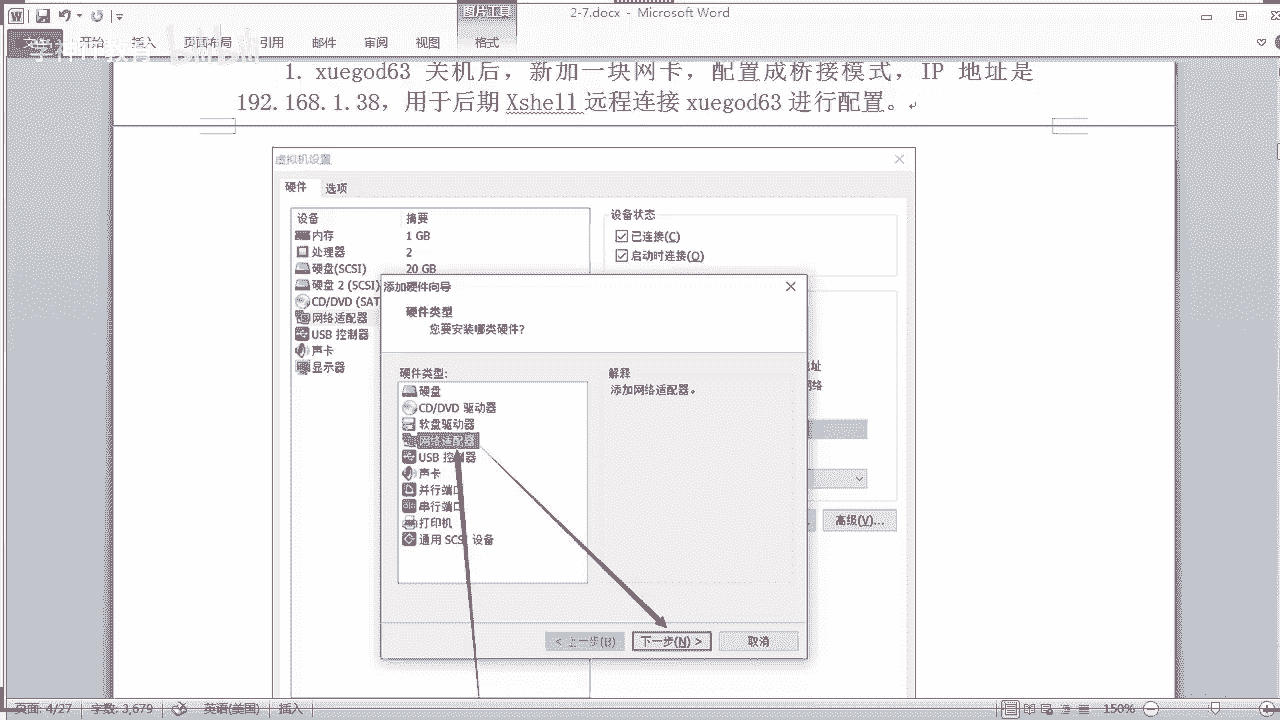 图片工具
2-7.docx - Microsoft Word
开始 插入 页面布局 引用 邮件 审阅 视图 格式
1. xuegod63 关机后，新加一块网卡，配置成桥接模式，IP 地址是
192.168.1.38，用于后期 Xshell 远程连接 xuegod63 进行配置。
虚拟机设置
硬件 选项
设备 摘要
内存 1 GB
处理器 2
硬盘(SCSI) 20 GB
硬盘 2 (SCSI)
CD/DVD (SAT
网络适配器
USB 控制器
声卡
显示器
设备状态
已连接(C)
启动时连接(O)
址
络
高级(V)...
添加硬件向导
硬件类型
您要安装哪类硬件?
硬件类型:
硬盘
CD/DVD 驱动器
软盘驱动器
网络适配器
USB 控制器
声卡
并行端口
串行端口
打印机
通用 SCSI 设备
解释
添加网络适配器。
< 上一步(B) 下一步(N) > 取消
页面: 4/27 字数: 3,679 英语(美国) 插入 150%